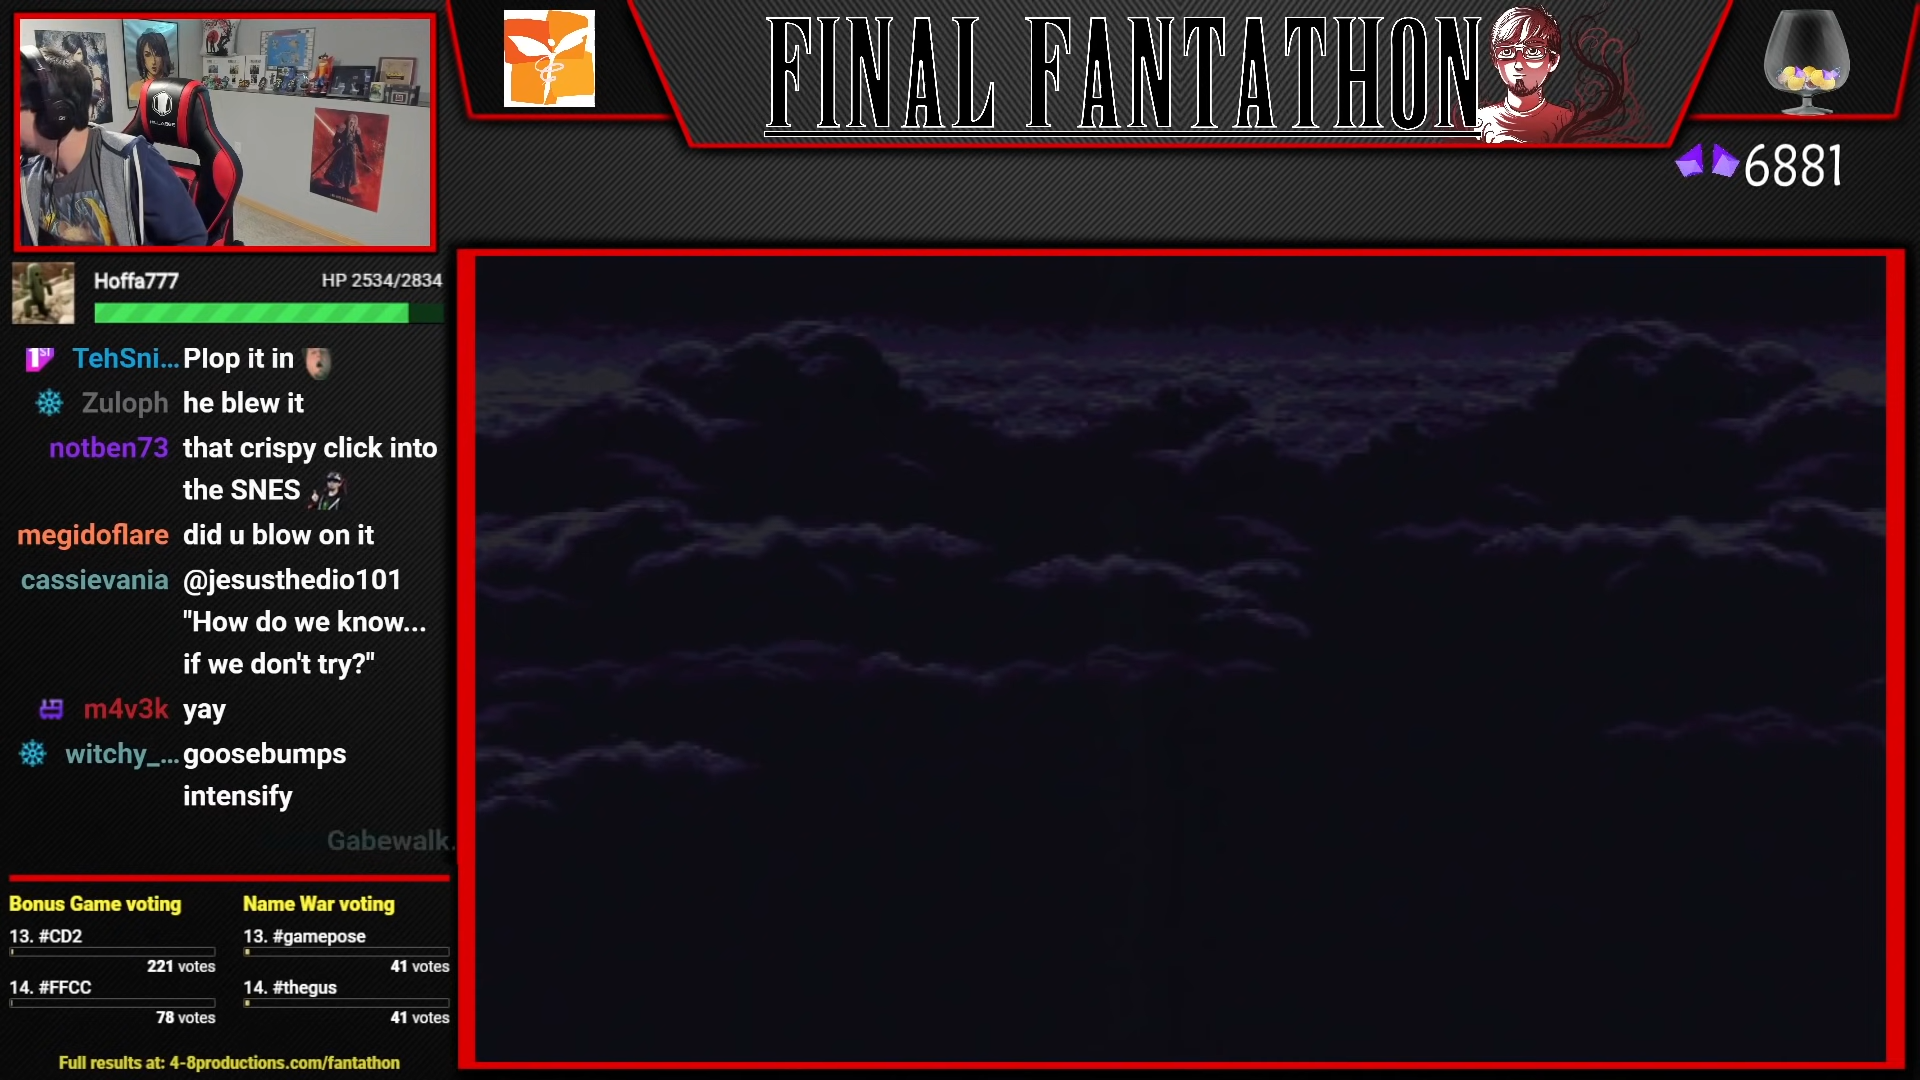 FINAL FANTATHON
6881
Hoffa777
HP 2534/2834
TehSni... Plop it in
Zuloph he blew it
notben73 that crispy click into
the SNES
megidoflare did u blow on it
cassievania @jesusthedio101
"How do we know...
if we don't try?"
m4v3k yay
witchy_... goosebumps
intensify
Gabewalk.
Bonus Game voting
13. #CD2
221 votes
14. #FFCC
78 votes
Name War voting
13. #gamepose
41 votes
14. #thegus
41 votes
Full results at: 4-8productions.com/fantathon